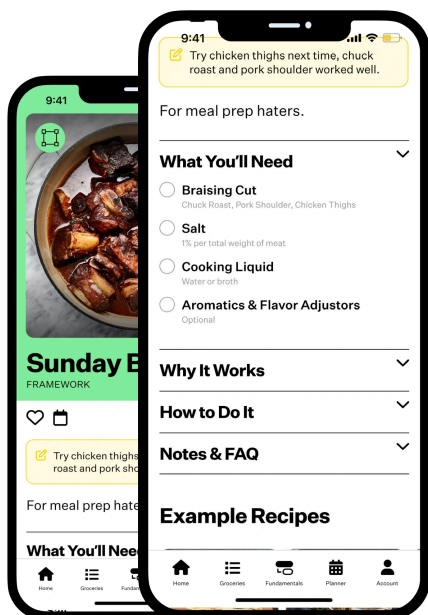 9:41
Sunday B
FRAMEWORK
Try chicken thighs
roast and pork sho
For meal prep hate
What You'll Need
Home
Groceries
Fundam
9:41
Try chicken thighs next time, chuck
roast and pork shoulder worked well.
For meal prep haters.
What You'll Need
Braising Cut
Chuck Roast, Pork Shoulder, Chicken Thighs
Salt
1% per total weight of meat
Cooking Liquid
Water or broth
Aromatics & Flavor Adjustors
Optional
Why It Works
How to Do It
Notes & FAQ
Example Recipes
Home
Groceries
Fundamentals
Planner
Account